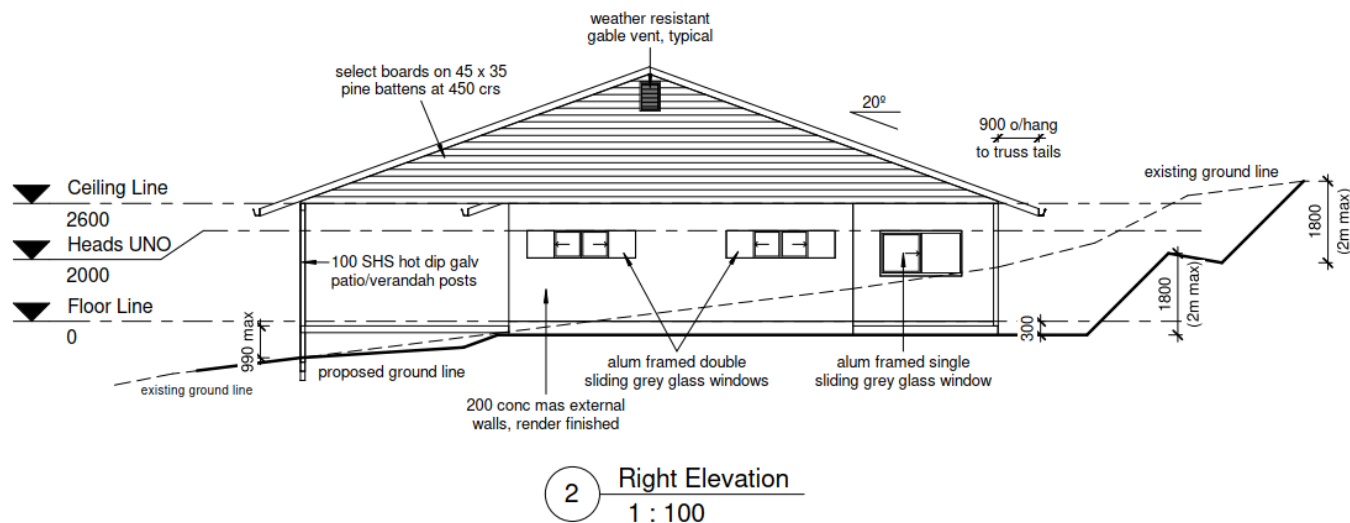 weather resistant
gable vent, typical
select boards on 45 x 35
pine battens at 450 crs
20º
900 o/hang
to truss tails
existing ground line
Ceiling Line
2600
Heads UNO
2000
Floor Line
0
100 SHS hot dip galv
patio/verandah posts
1800
(2m max)
1800
(2m max)
300
990 max
existing ground line
proposed ground line
alum framed double
sliding grey glass windows
alum framed single
sliding grey glass window
200 conc mas external
walls, render finished
2
Right Elevation
1 : 100